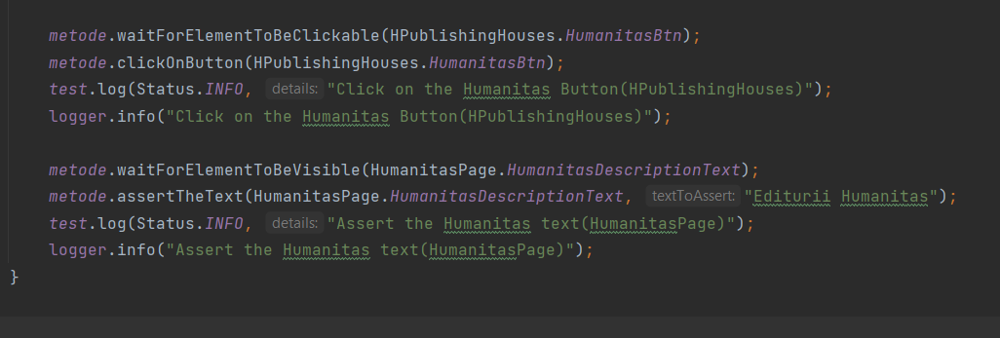 metode.waitForElementToBeClickable(HPublishingHouses.HumanitasBtn);
metode.clickOnButton(HPublishingHouses.HumanitasBtn);
test.log(Status.INFO, details: "Click on the Humanitas Button(HPublishingHouses)");
logger.info("Click on the Humanitas Button(HPublishingHouses)");
metode.waitForElementToBeVisible(HumanitasPage.HumanitasDescriptionText);
metode.assertTheText(HumanitasPage.HumanitasDescriptionText, textToAssert: "Editurii Humanitas");
test.log(Status.INFO, details: "Assert the Humanitas text(HumanitasPage)");
logger.info("Assert the Humanitas text(HumanitasPage)");
}